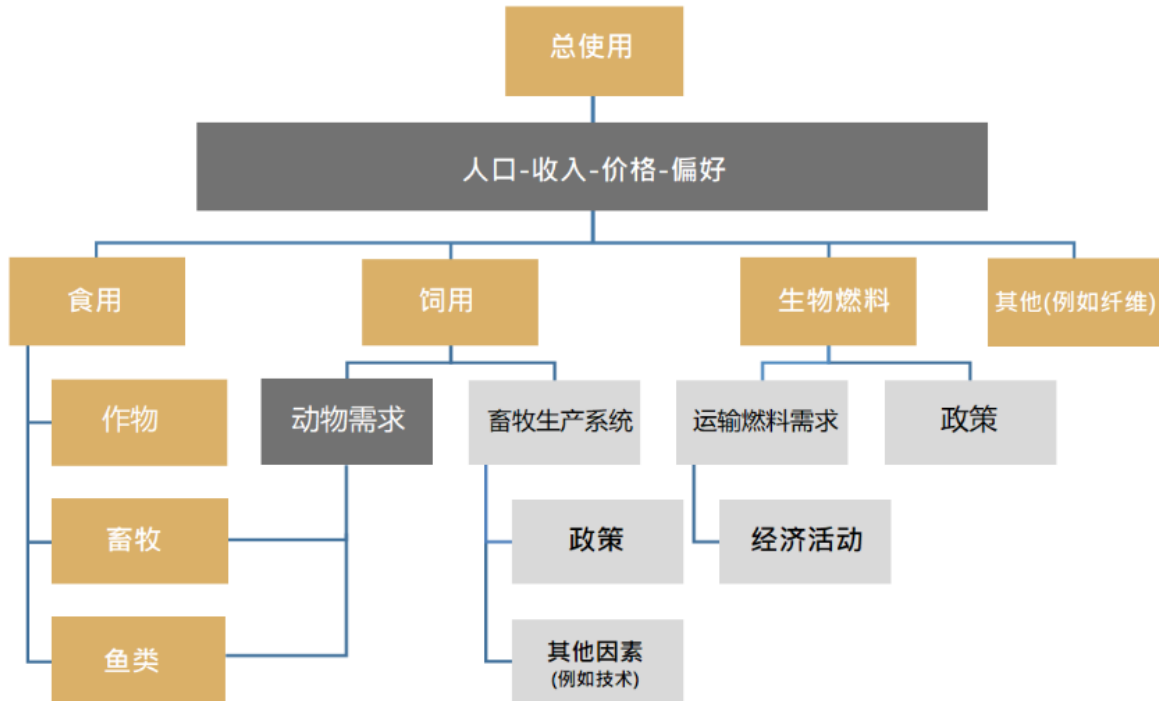 总使用
人口-收入-价格-偏好
食用
饲用
生物燃料
其他(例如纤维)
作物
动物需求
畜牧生产系统
运输燃料需求
政策
畜牧
政策
经济活动
鱼类
其他因素
(例如技术)